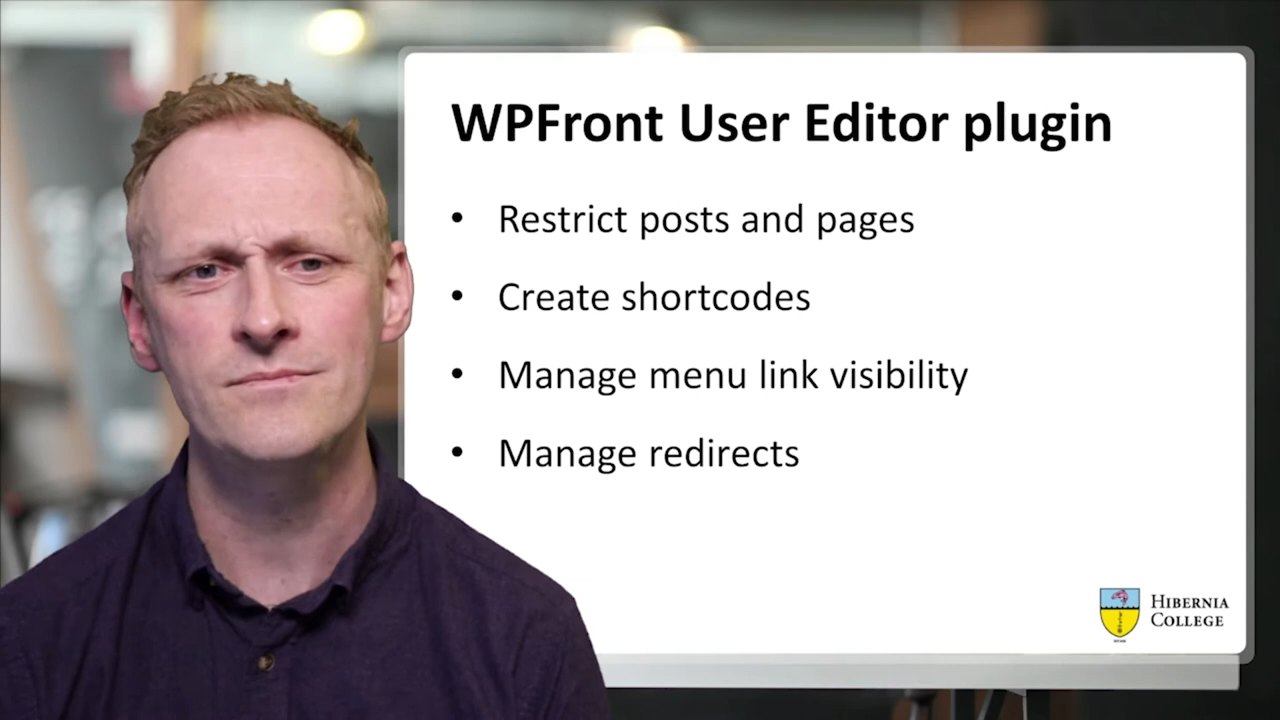 WPFront User Editor plugin
• Restrict posts and pages
• Create shortcodes
• Manage menu link visibility
• Manage redirects
HIBERNIA
COLLEGE